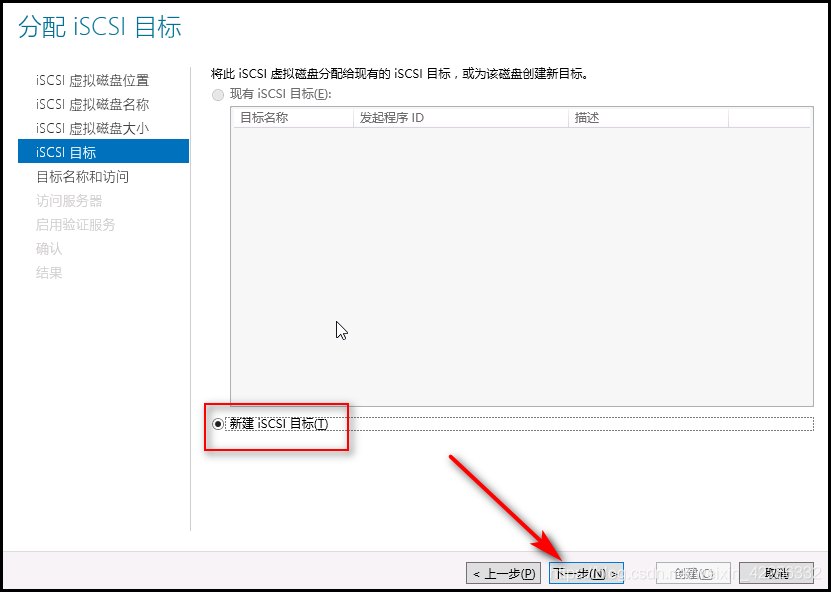 分配 iSCSI 目标
iSCSI 虚拟磁盘位置
iSCSI 虚拟磁盘名称
iSCSI 虚拟磁盘大小
iSCSI 目标
目标名称和访问
访问服务器
启用验证服务
确认
结果
将此 iSCSI 虚拟磁盘分配给现有的 iSCSI 目标，或为该磁盘创建新目标。
现有 iSCSI 目标(E):
目标名称 发起程序 ID 描述
新建 iSCSI 目标(T)
< 上一步(P) 下一步(N) > 创建(C) 取消